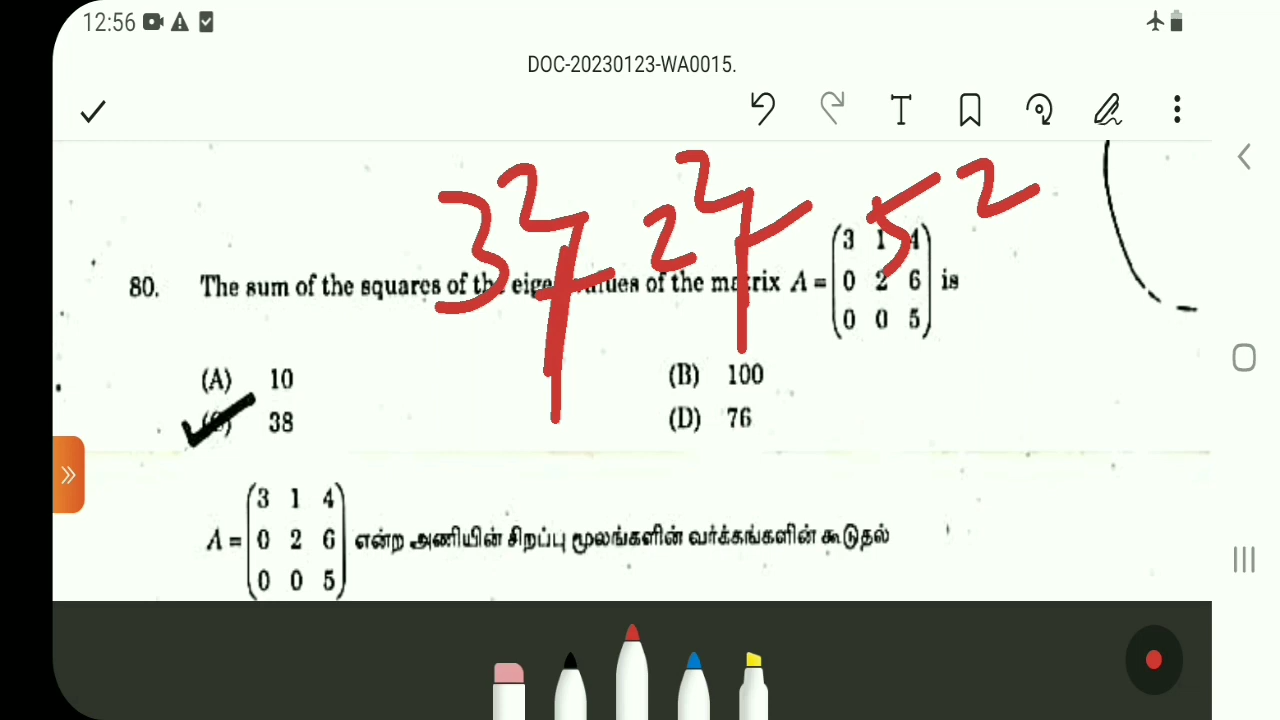 12:56
DOC-20230123-WA0015.
T
3² + 2² + 5²
80. The sum of the squares of the eigenvalues of the matrix A = (3 1 4
0 2 6
0 0 5) is
(A) 10 (B) 100
(C) 38 (D) 76
A = (3 1 4
0 2 6
0 0 5) என்ற அணியின் சிறப்பு மூலங்களின் வர்க்கங்களின் கூடுதல்